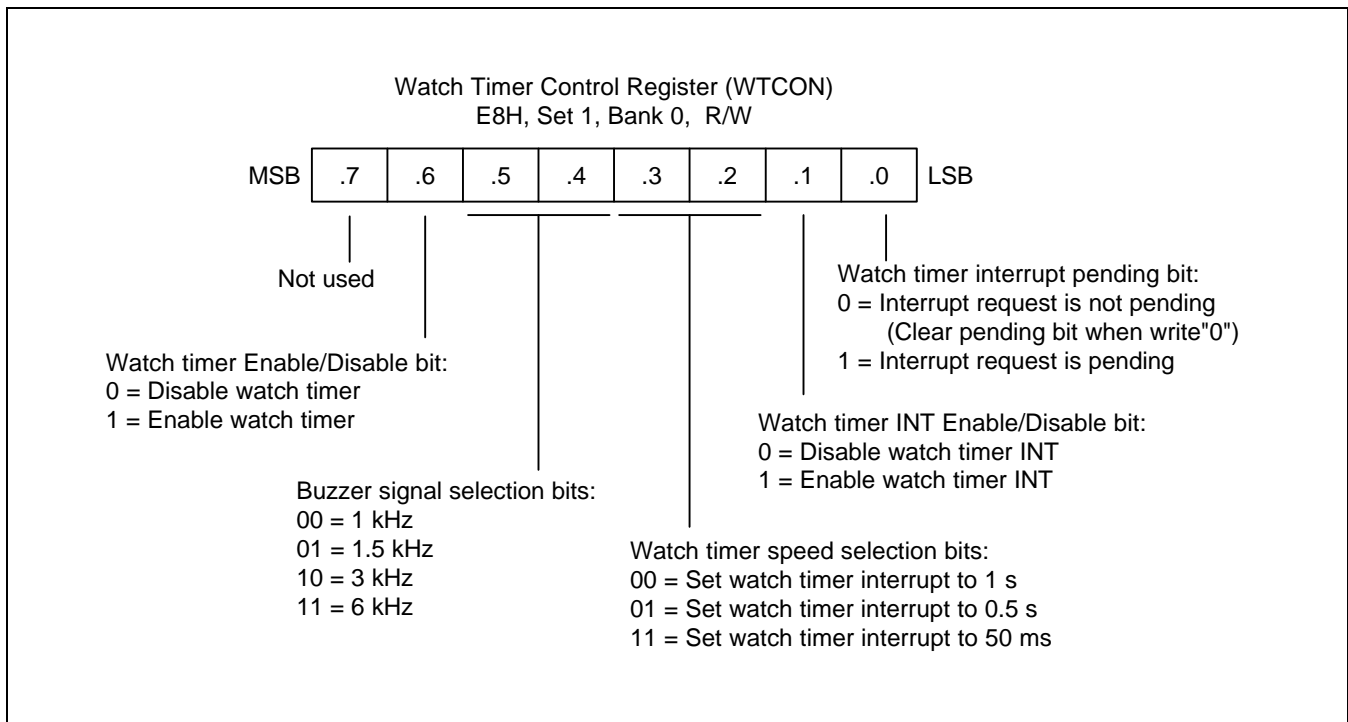 Watch Timer Control Register (WTCON)
E8H, Set 1, Bank 0, R/W
MSB .7 .6 .5 .4 .3 .2 .1 .0 LSB
Not used
Watch timer Enable/Disable bit:
0 = Disable watch timer
1 = Enable watch timer
Buzzer signal selection bits:
00 = 1 kHz
01 = 1.5 kHz
10 = 3 kHz
11 = 6 kHz
Watch timer speed selection bits:
00 = Set watch timer interrupt to 1 s
01 = Set watch timer interrupt to 0.5 s
11 = Set watch timer interrupt to 50 ms
Watch timer INT Enable/Disable bit:
0 = Disable watch timer INT
1 = Enable watch timer INT
Watch timer interrupt pending bit:
0 = Interrupt request is not pending
(Clear pending bit when write"0")
1 = Interrupt request is pending